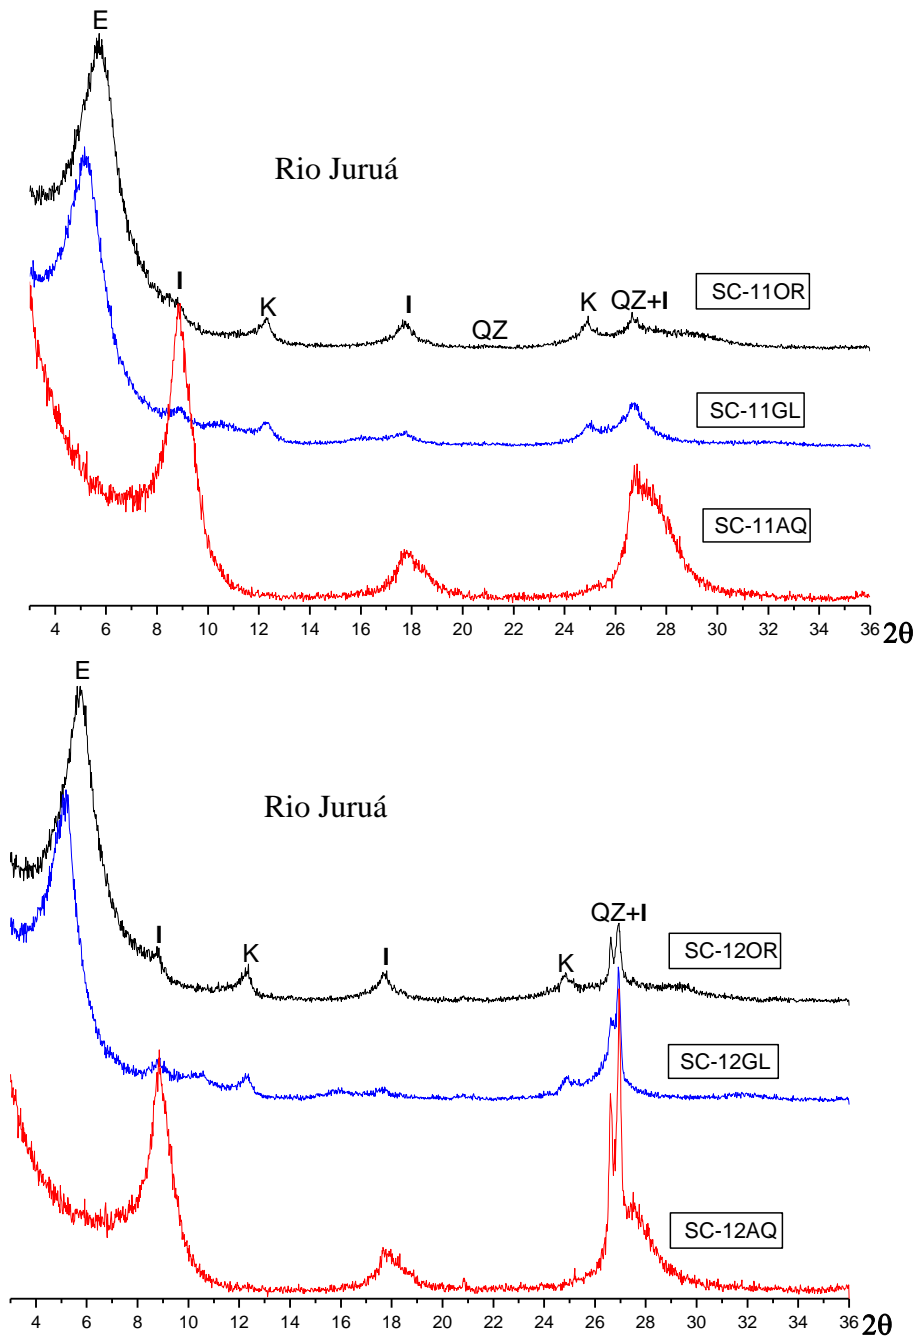 E
Rio Juruá
I
K
I
QZ
K
QZ+I
SC-11OR
SC-11GL
SC-11AQ
4 6 8 10 12 14 16 18 20 22 24 26 28 30 32 34 36 2θ
E
Rio Juruá
I
K
I
K
QZ+I
SC-12OR
SC-12GL
SC-12AQ
4 6 8 10 12 14 16 18 20 22 24 26 28 30 32 34 36 2θ